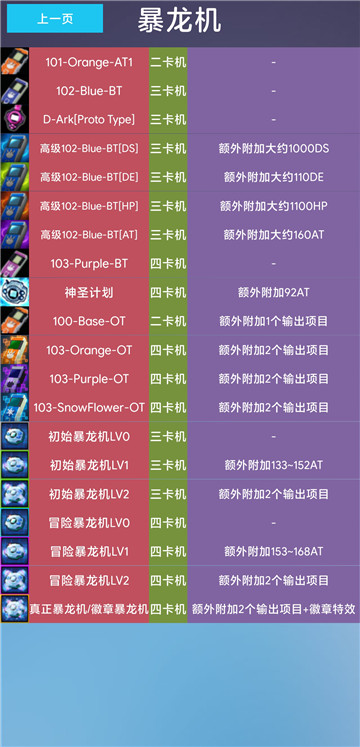 上一页
暴龙机
101-Orange-AT1 二卡机 -
102-Blue-BT 三卡机 -
D-Ark[Proto Type] 三卡机 -
高级102-Blue-BT[DS] 三卡机 额外附加大约1000DS
高级102-Blue-BT[DE] 三卡机 额外附加大约110DE
高级102-Blue-BT[HP] 三卡机 额外附加大约1100HP
高级102-Blue-BT[AT] 三卡机 额外附加大约160AT
103-Purple-BT 四卡机 -
神圣计划 四卡机 额外附加92AT
100-Base-OT 二卡机 额外附加1个输出项目
103-Orange-OT 四卡机 额外附加2个输出项目
103-Purple-OT 四卡机 额外附加2个输出项目
103-SnowFlower-OT 四卡机 额外附加2个输出项目
初始暴龙机LV0 三卡机 -
初始暴龙机LV1 三卡机 额外附加133~152AT
初始暴龙机LV2 三卡机 额外附加2个输出项目
冒险暴龙机LV0 四卡机 -
冒险暴龙机LV1 四卡机 额外附加153~168AT
冒险暴龙机LV2 四卡机 额外附加2个输出项目
真正暴龙机/徽章暴龙机 四卡机 额外附加2个输出项目+徽章特效